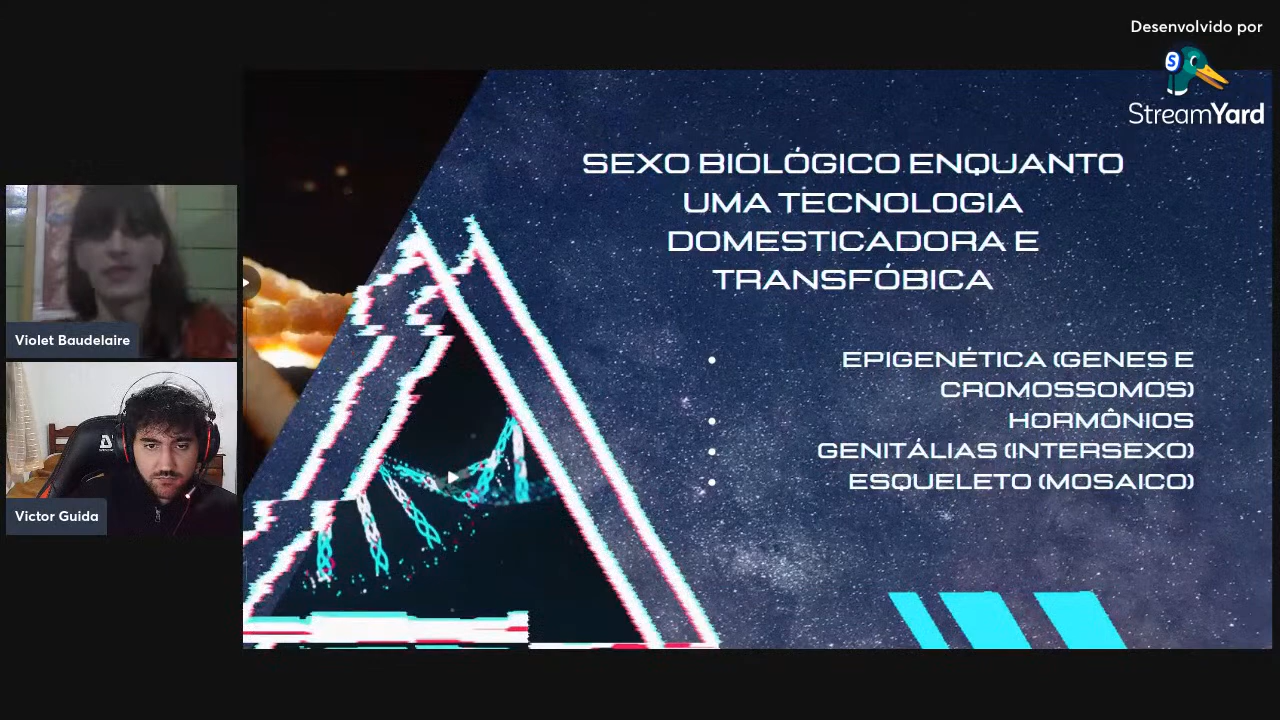 Desenvolvido por
StreamYard
SEXO BIOLÓGICO ENQUANTO
UMA TECNOLOGIA
DOMESTICADORA E
TRANSFÓBICA
• EPIGENÉTICA (GENES E
CROMOSSOMOS)
• HORMÔNIOS
• GENITÁLIAS (INTERSEXO)
• ESQUELETO (MOSAICO)
Violet Baudelaire
Victor Guida